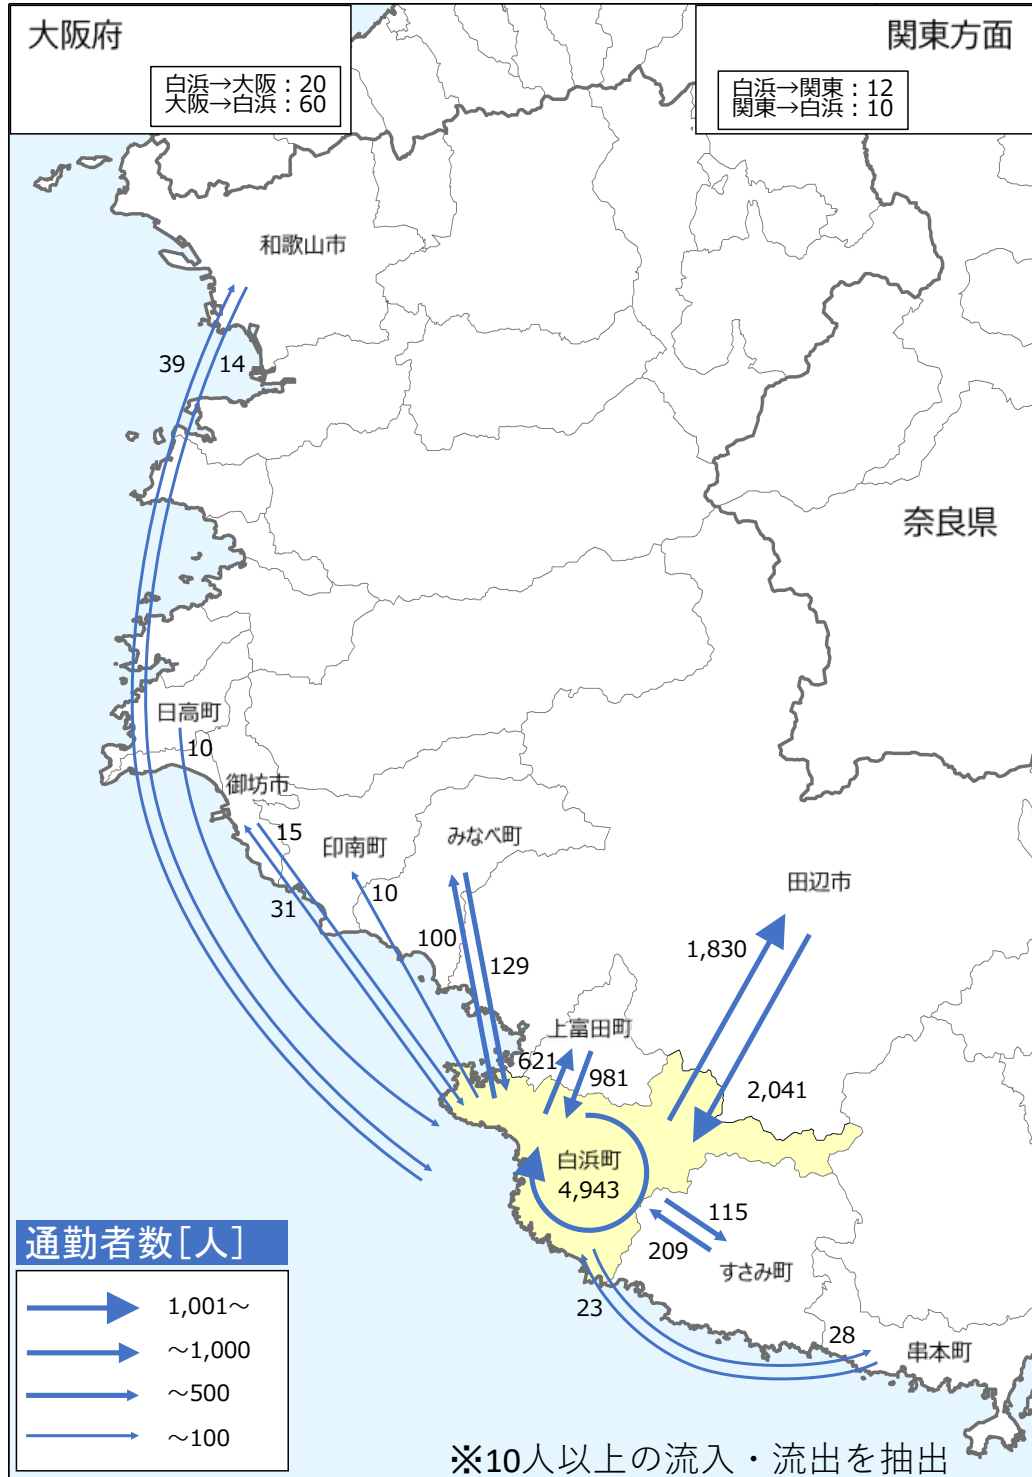 大阪府
白浜→大阪：20
大阪→白浜：60
関東方面
白浜→関東：12
関東→白浜：10
和歌山市
39
14
奈良県
日高町
10
御坊市
15
31
印南町
10
みなべ町
100
129
田辺市
1,830
2,041
上富田町
621
981
白浜町
4,943
115
209
すさみ町
23
28
串本町
通勤者数[人]
1,001～
～1,000
～500
～100
※10人以上の流入・流出を抽出